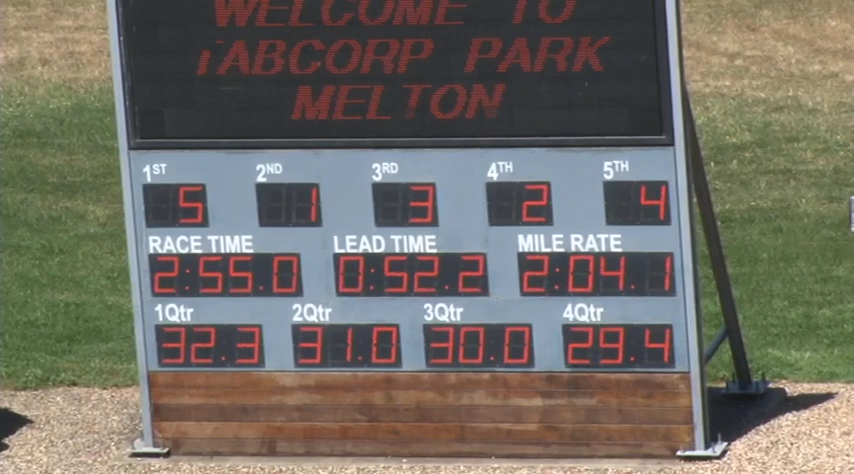 WELCOME TO
TABCORP PARK
MELTON
1ST 2ND 3RD 4TH 5TH
5 1 3 2 4
RACE TIME LEAD TIME MILE RATE
2:55.0 0:52.2 2:04.1
1Qtr 2Qtr 3Qtr 4Qtr
32.3 31.0 30.0 29.4